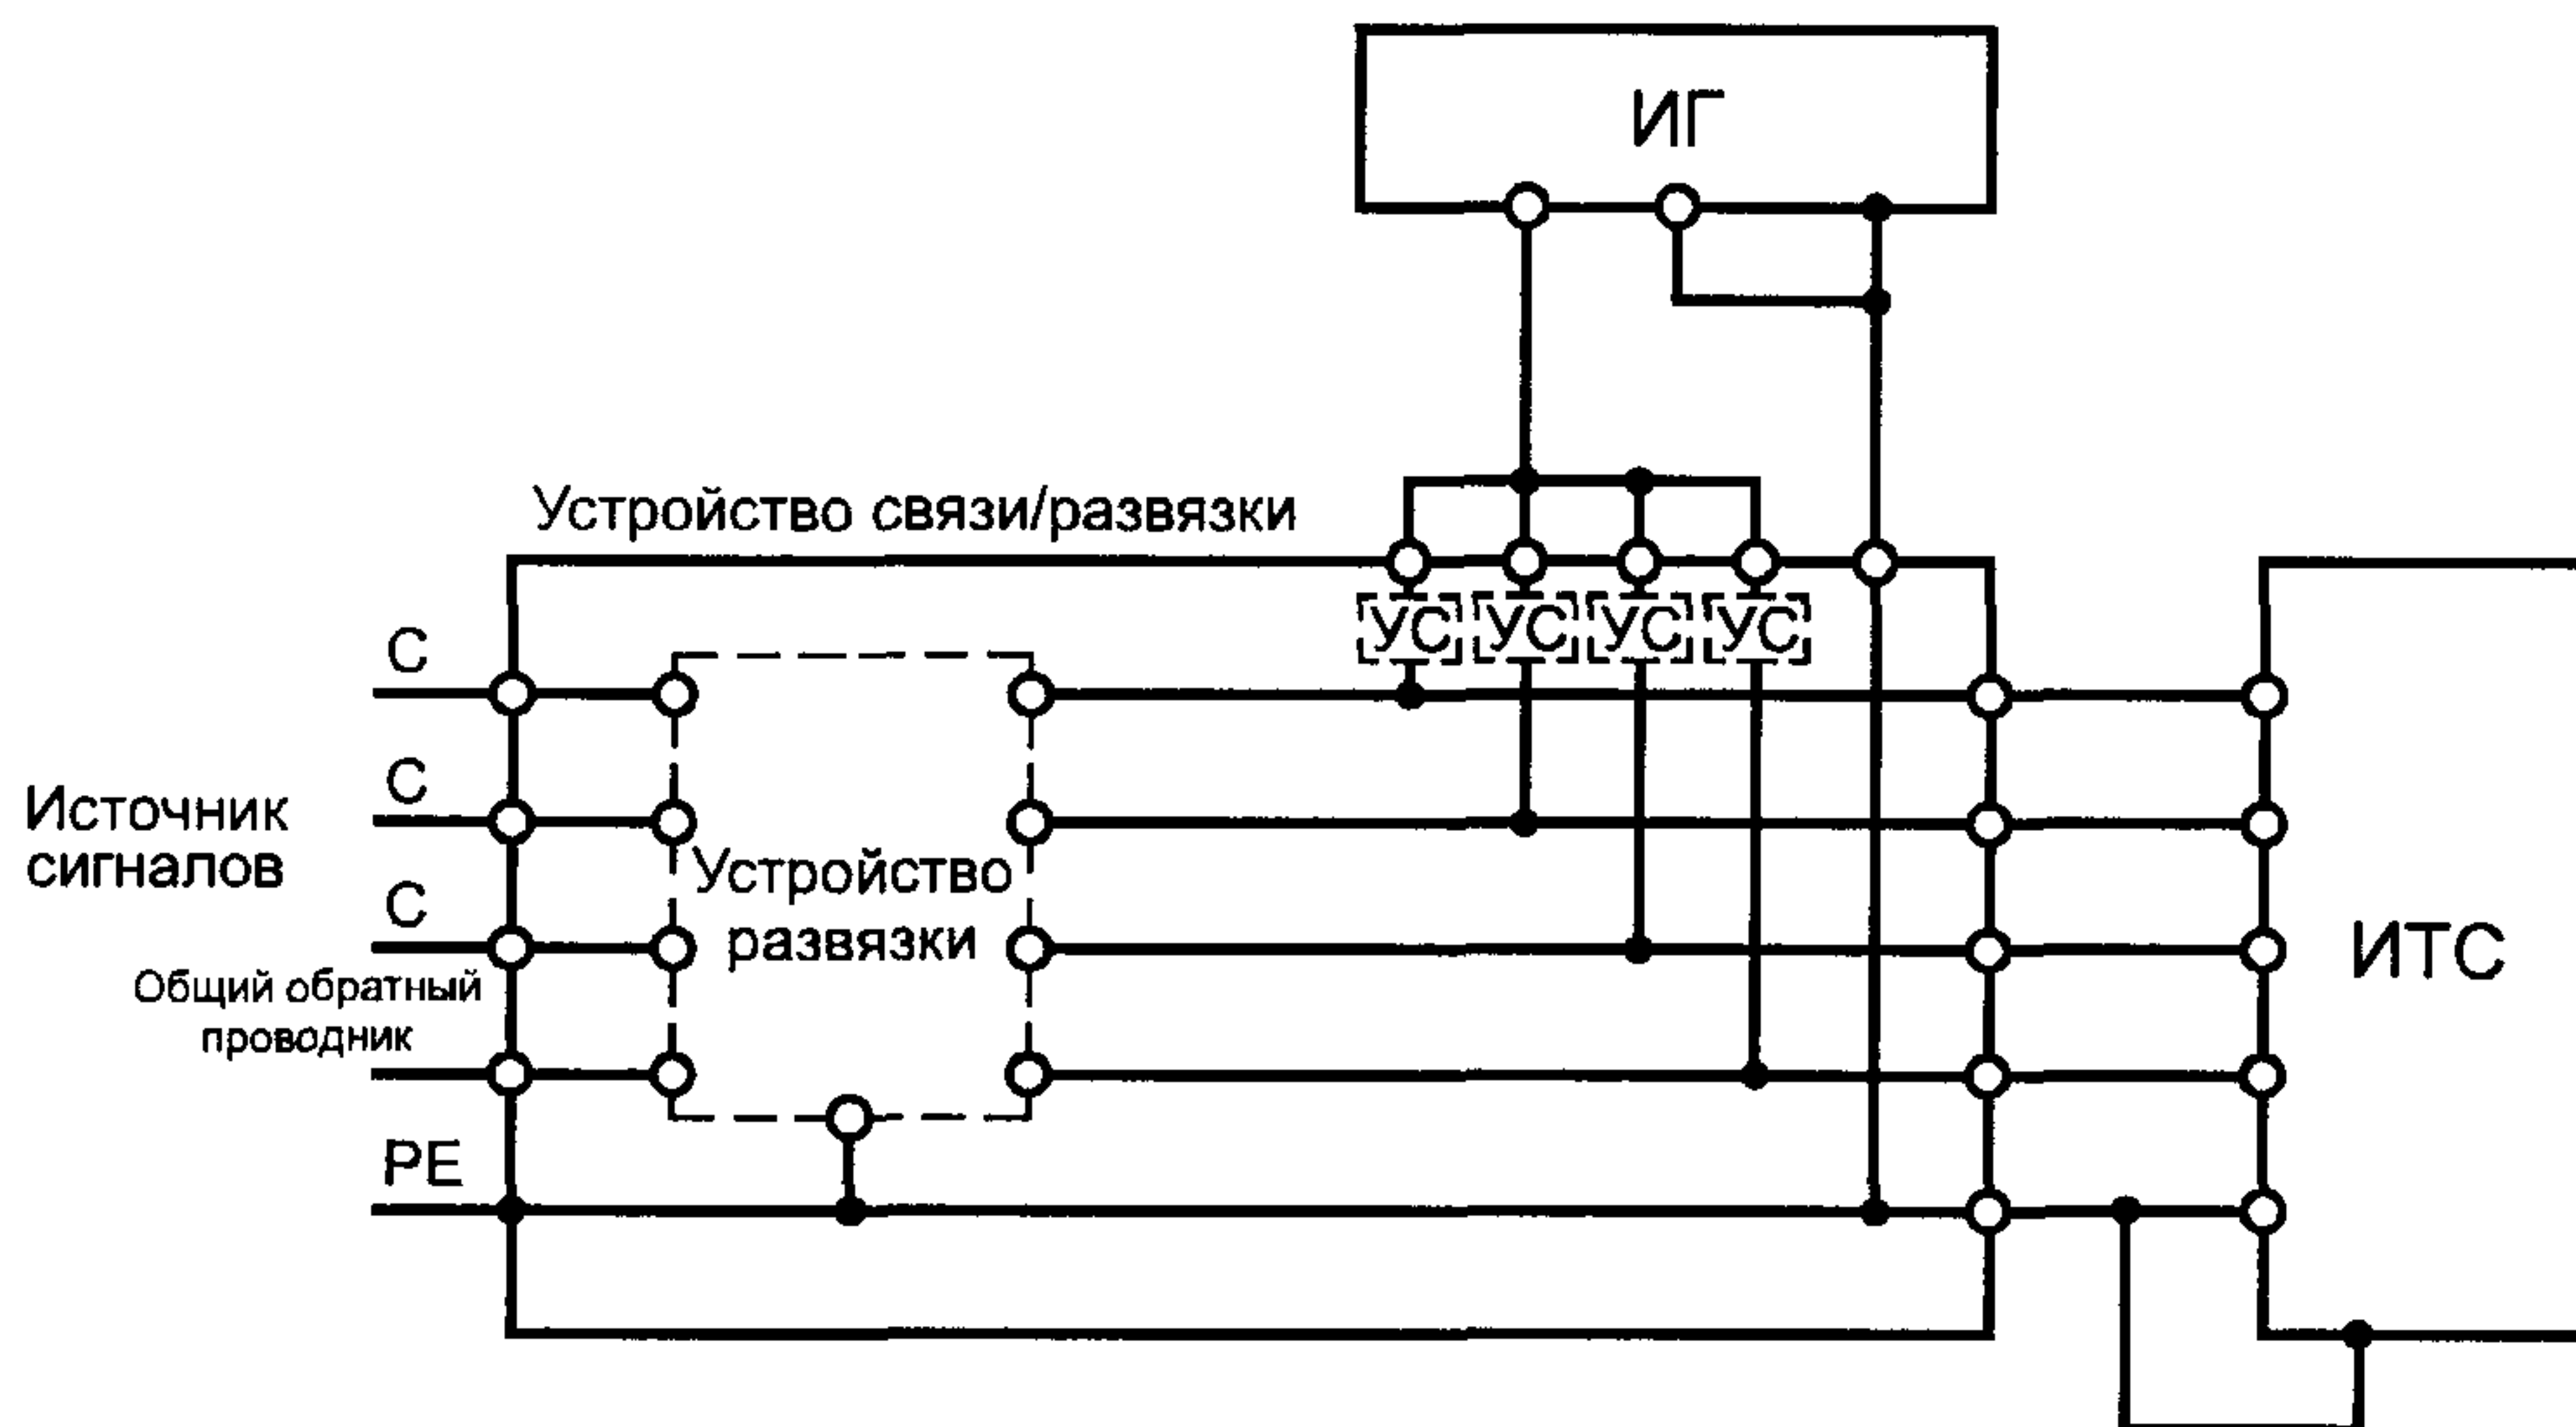 ИГ
Устройство связи/развязки
УС УС УС УС
С
С
Источник
сигналов
Устройство
развязки
С
ИТС
Общий обратный
проводник
PE